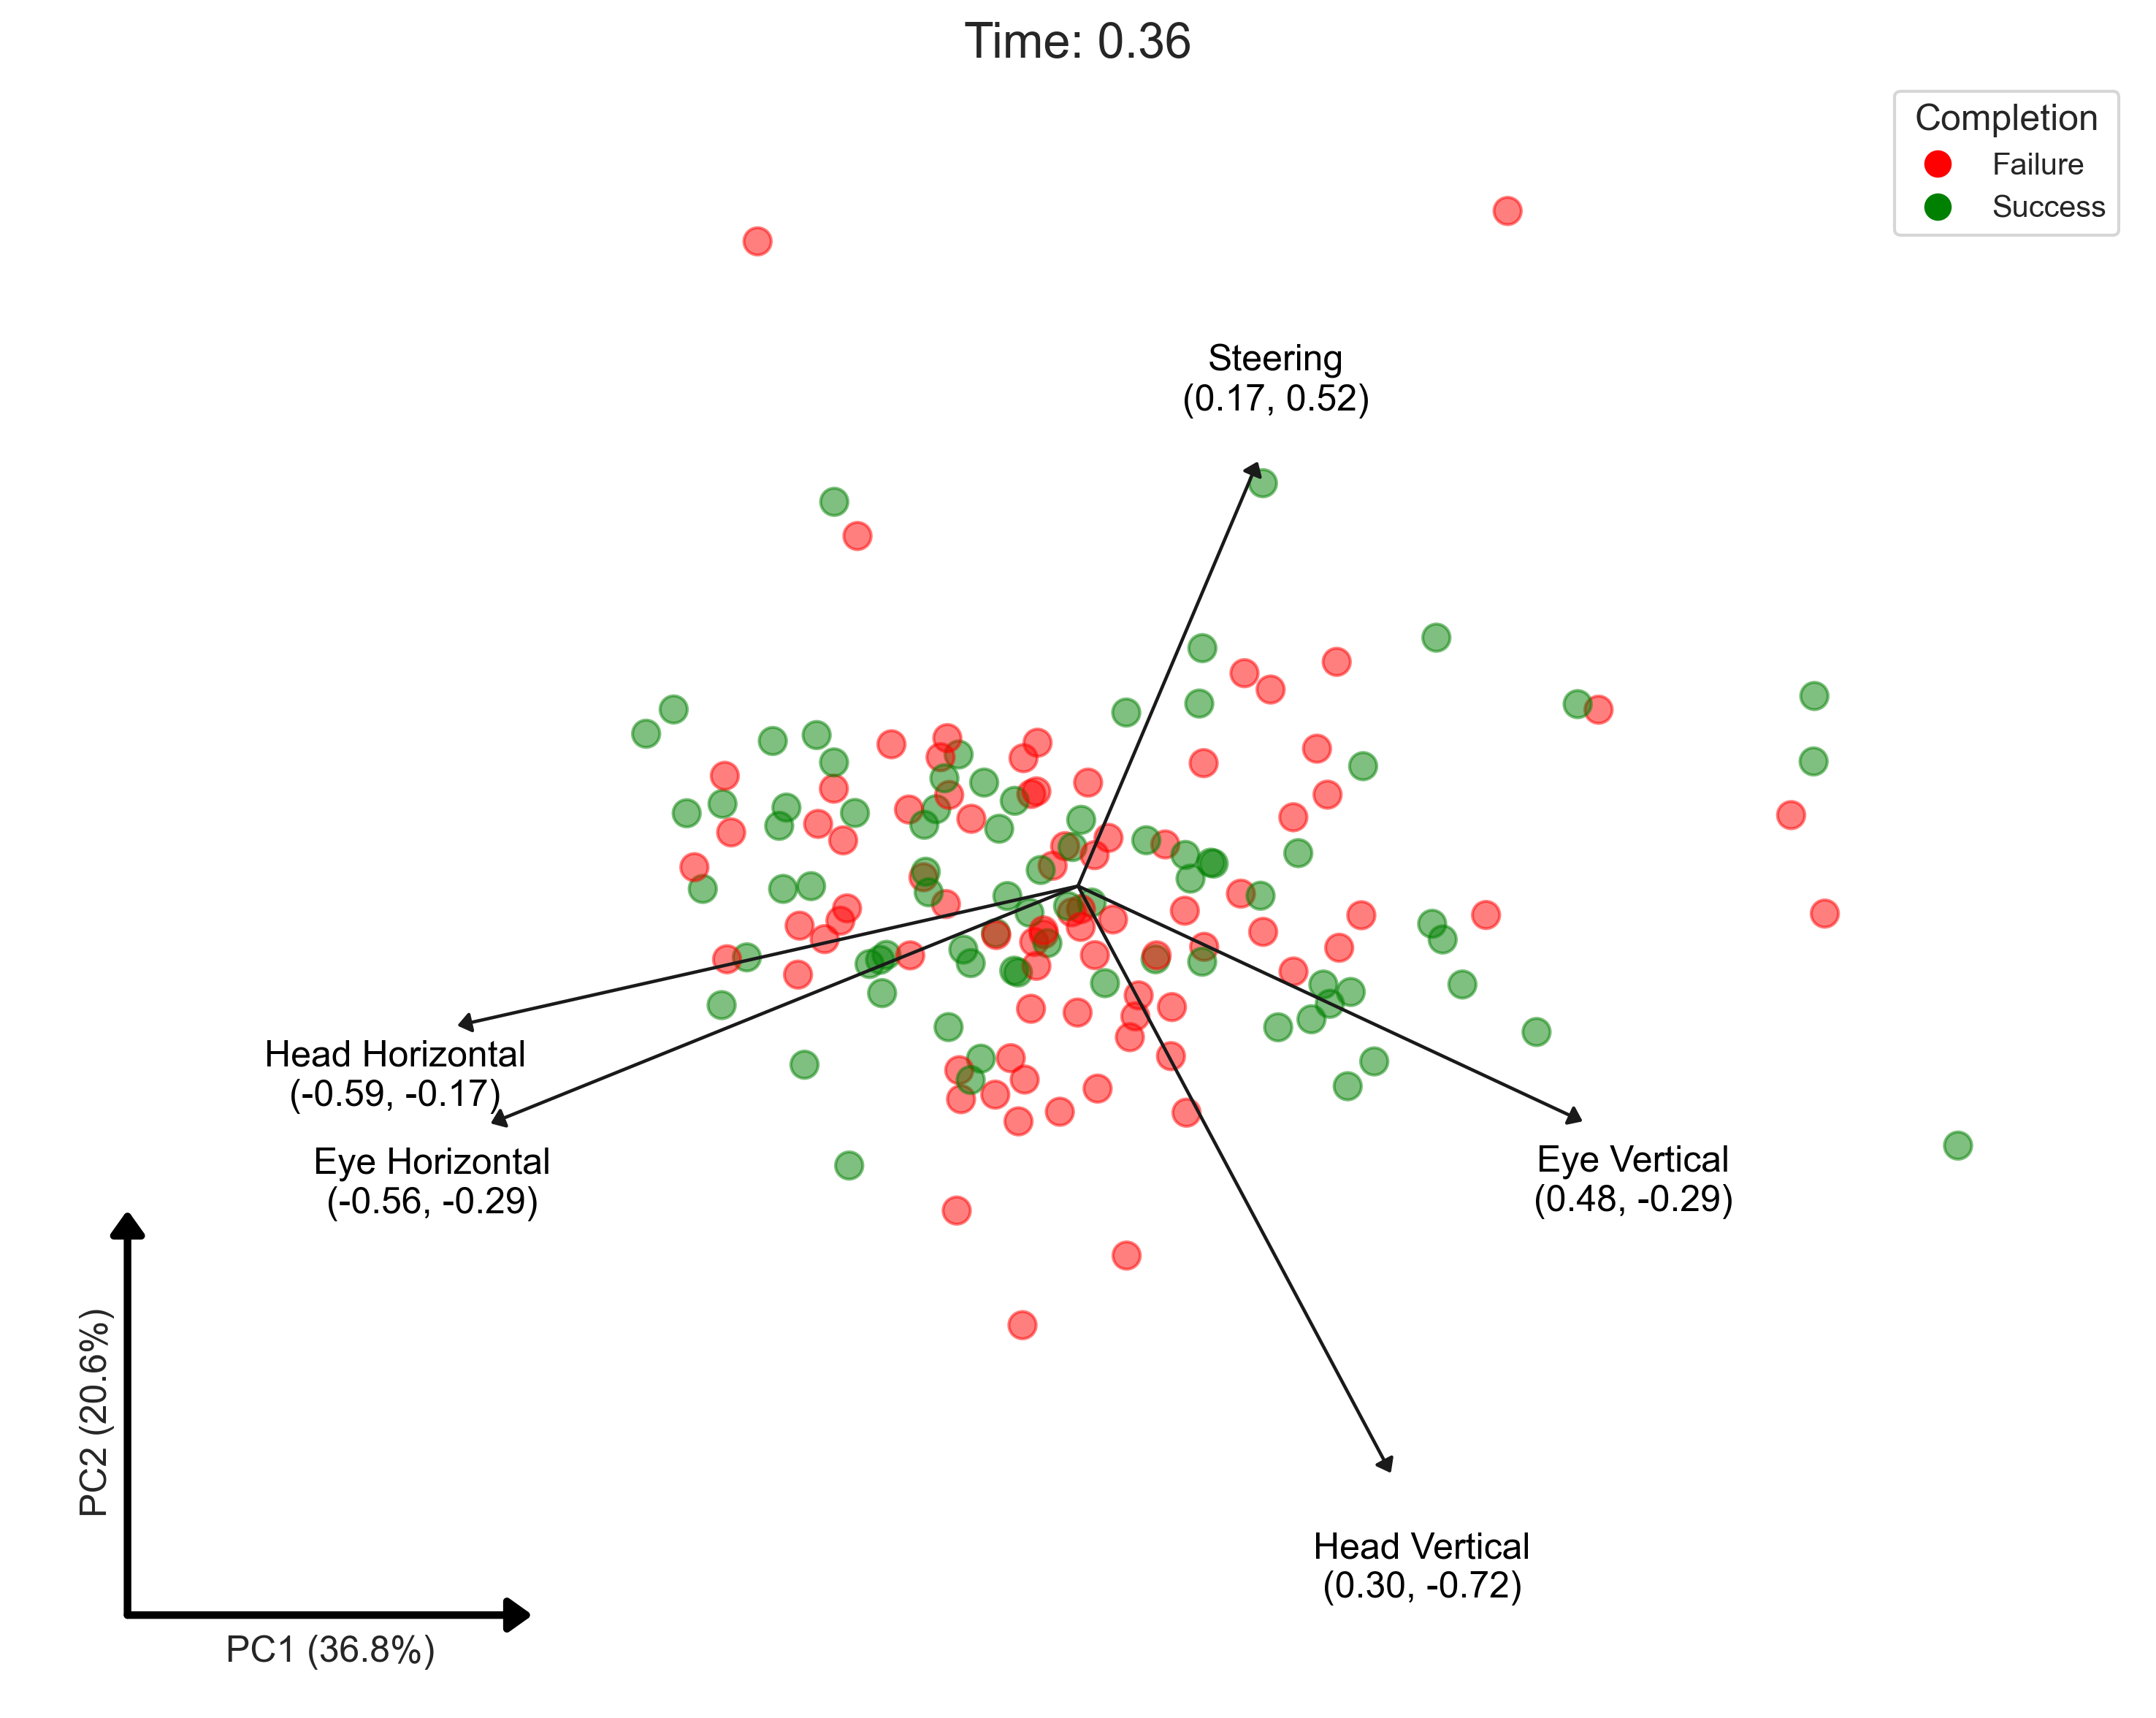 Time: 0.36
Completion
Failure
Success
Steering
(0.17, 0.52)
Head Horizontal
(-0.59, -0.17)
Eye Horizontal
(-0.56, -0.29)
Eye Vertical
(0.48, -0.29)
Head Vertical
(0.30, -0.72)
PC2 (20.6%)
PC1 (36.8%)